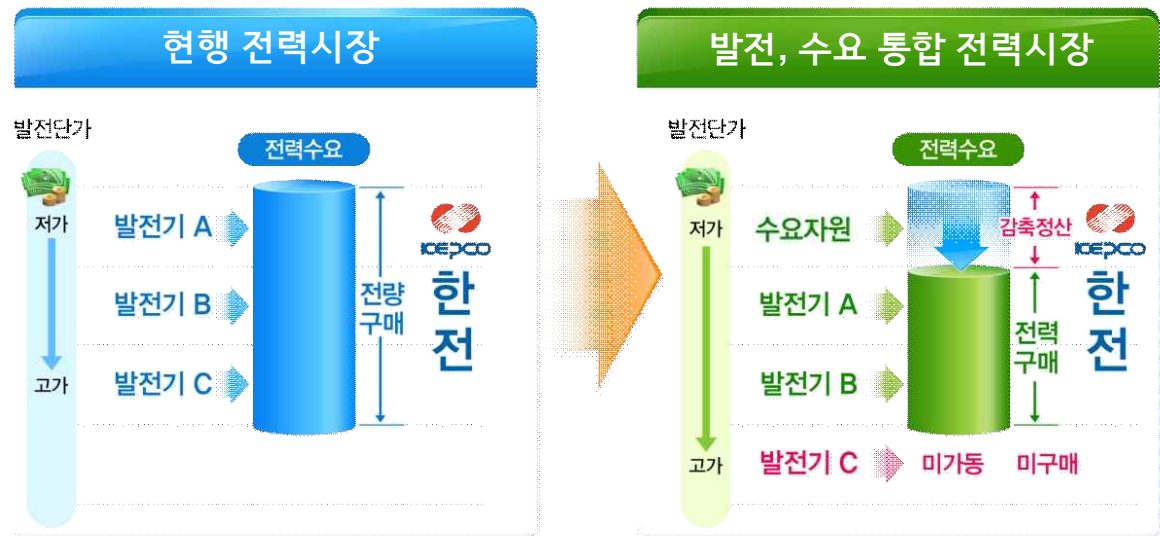 현행 전력시장
발전단가
전력수요
저가
발전기 A
발전기 B
고가
발전기 C
전량
구매
KEPCO
한
전
발전, 수요 통합 전력시장
발전단가
전력수요
저가
수요자원
감축정산
KEPCO
한
전
발전기 A
발전기 B
전력
구매
고가
발전기 C
미가동
미구매